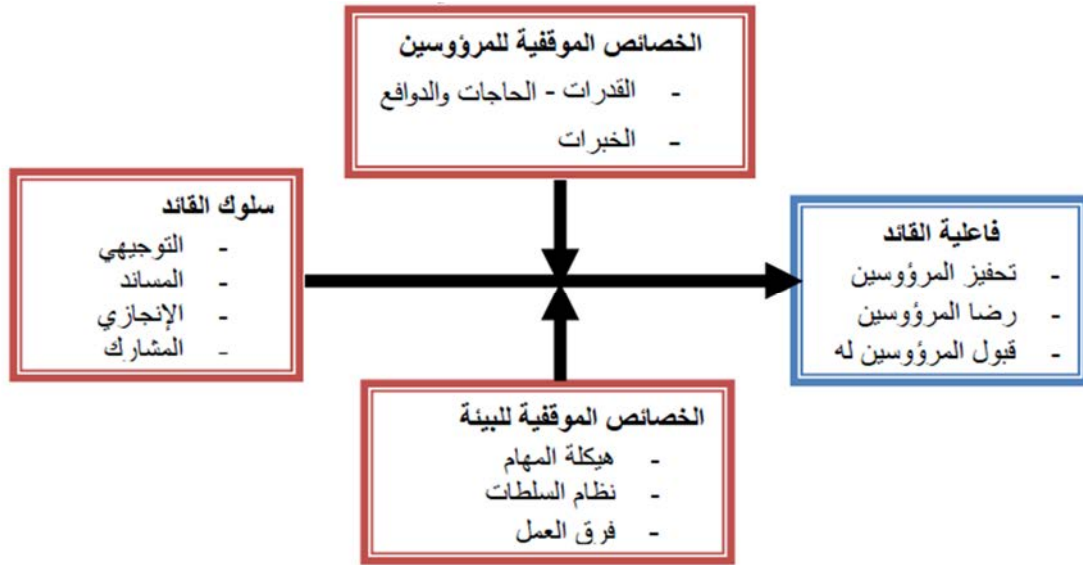 الخصائص الموقفية للمرؤوسين
- القدرات - الحاجات والدوافع
- الخبرات
سلوك القائد
- التوجيهي
- المساند
- الإنجازي
- المشارك
فاعلية القائد
- تحفيز المرؤوسين
- رضا المرؤوسين
- قبول المرؤوسين له
الخصائص الموقفية للبيئة
- هيكلة المهام
- نظام السلطات
- فرق العمل